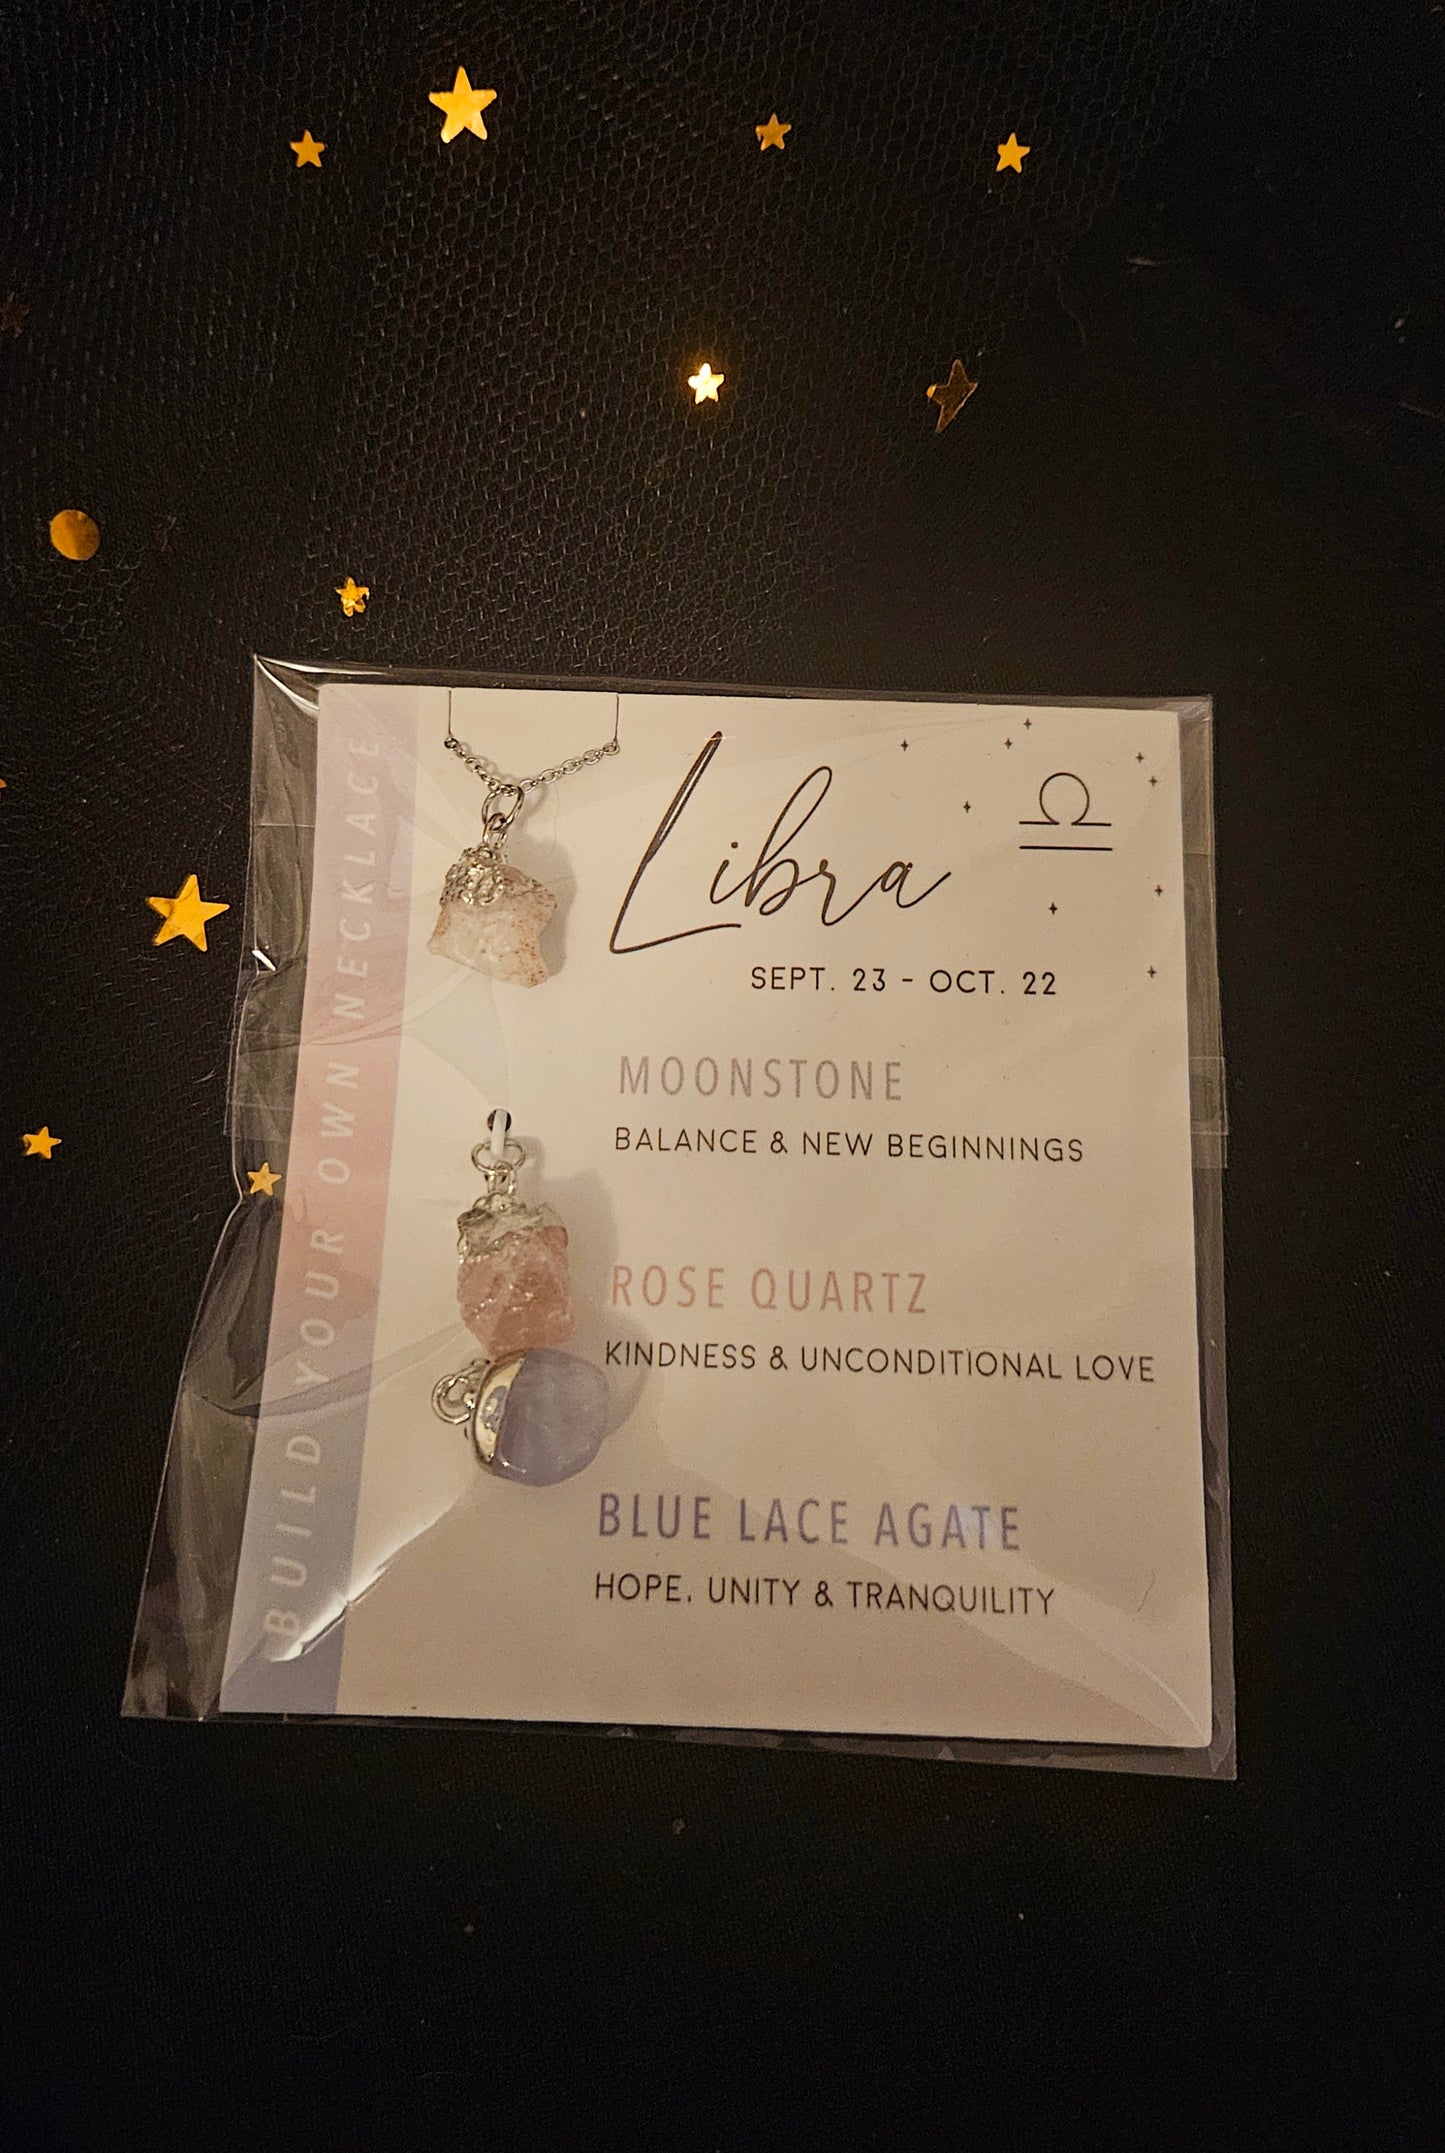 BUILD YOUR OWN NECKLACE
Libra
SEPT. 23 - OCT. 22
MOONSTONE
BALANCE & NEW BEGINNINGS
ROSE QUARTZ
KINDNESS & UNCONDITIONAL LOVE
BLUE LACE AGATE
HOPE, UNITY & TRANQUILITY